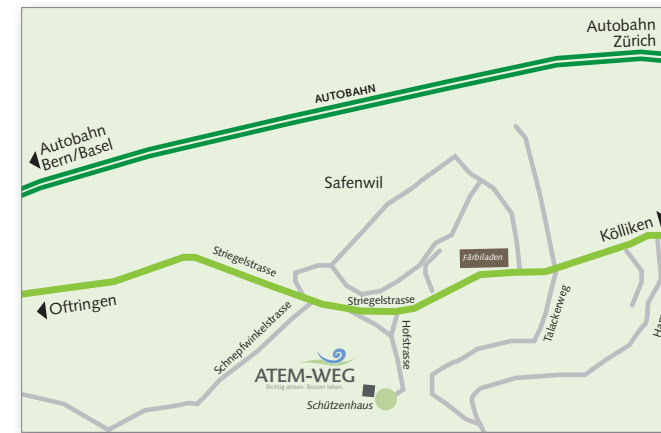 Autobahn
Zürich
AUTOBAHN
Autobahn
Bern/Basel
Safenwil
Kölliken
Striegelstrasse
Färbiladen
Oftringen
Striegelstrasse
Schnepfwinkelstrasse
Hofstrasse
Talackerweg
ATEM-WEG
Richtig atmen. Besser leben.
Schützenhaus